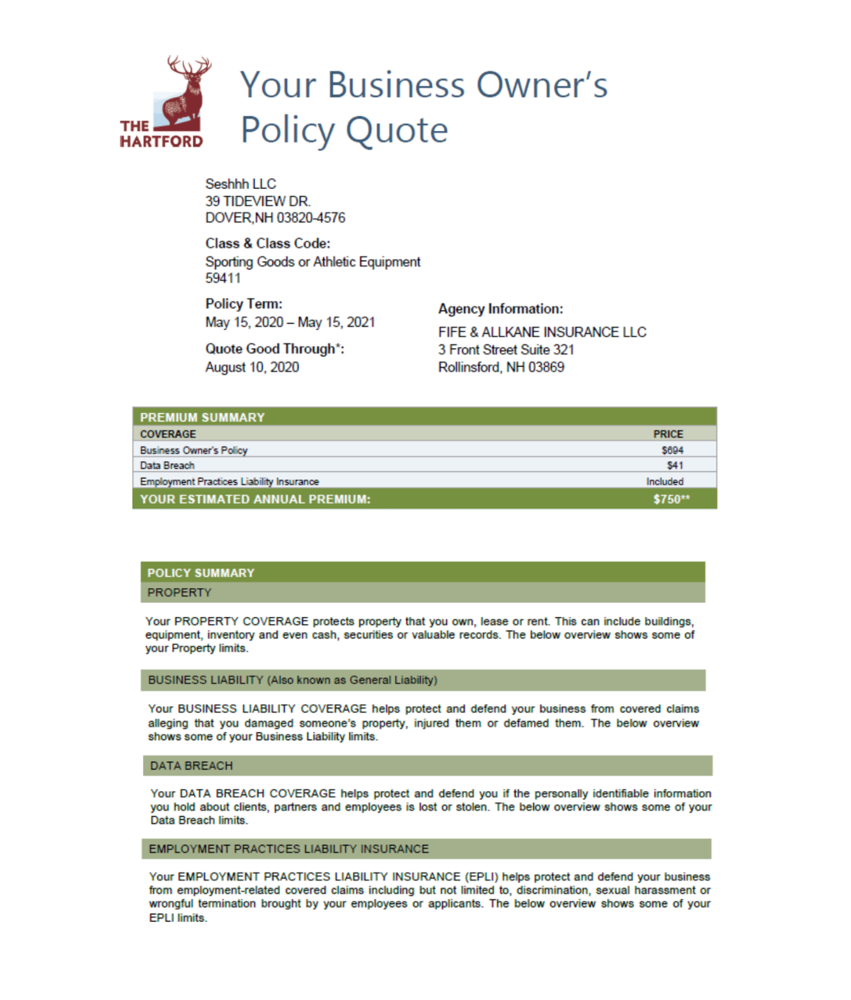 THE
HARTFORD
Your Business Owner's
Policy Quote
Seshhh LLC
39 TIDEVIEW DR.
DOVER,NH 03820-4576
Class & Class Code:
Sporting Goods or Athletic Equipment
59411
Policy Term:
May 15, 2020 – May 15, 2021
Quote Good Through*:
August 10, 2020
Agency Information:
FIFE & ALLKANE INSURANCE LLC
3 Front Street Suite 321
Rollinsford, NH 03869
PREMIUM SUMMARY
COVERAGE PRICE
Business Owner's Policy $694
Data Breach $41
Employment Practices Liability Insurance Included
YOUR ESTIMATED ANNUAL PREMIUM: $750**
POLICY SUMMARY
PROPERTY
Your PROPERTY COVERAGE protects property that you own, lease or rent. This can include buildings,
equipment, inventory and even cash, securities or valuable records. The below overview shows some of
your Property limits.
BUSINESS LIABILITY (Also known as General Liability)
Your BUSINESS LIABILITY COVERAGE helps protect and defend your business from covered claims
alleging that you damaged someone's property, injured them or defamed them. The below overview
shows some of your Business Liability limits.
DATA BREACH
Your DATA BREACH COVERAGE helps protect and defend you if the personally identifiable information
you hold about clients, partners and employees is lost or stolen. The below overview shows some of your
Data Breach limits.
EMPLOYMENT PRACTICES LIABILITY INSURANCE
Your EMPLOYMENT PRACTICES LIABILITY INSURANCE (EPLI) helps protect and defend your business
from employment-related covered claims including but not limited to, discrimination, sexual harassment or
wrongful termination brought by your employees or applicants. The below overview shows some of your
EPLI limits.